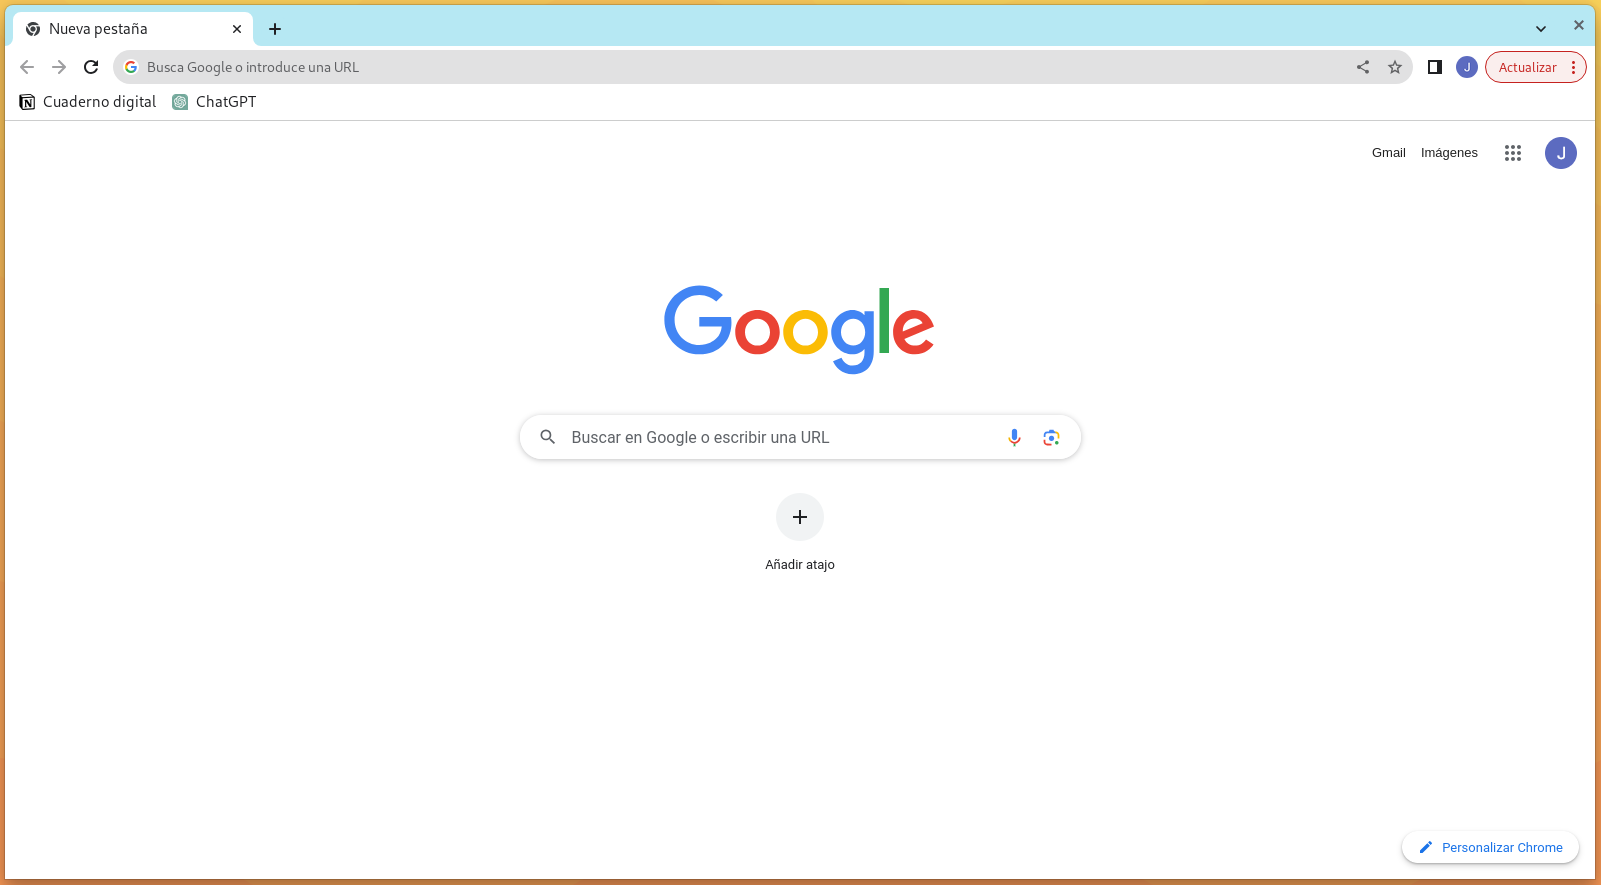 Nueva pestaña
Busca Google o introduce una URL
J
Actualizar
Cuaderno digital
ChatGPT
Gmail
Imágenes
J
Google
Buscar en Google o escribir una URL
Añadir atajo
Personalizar Chrome